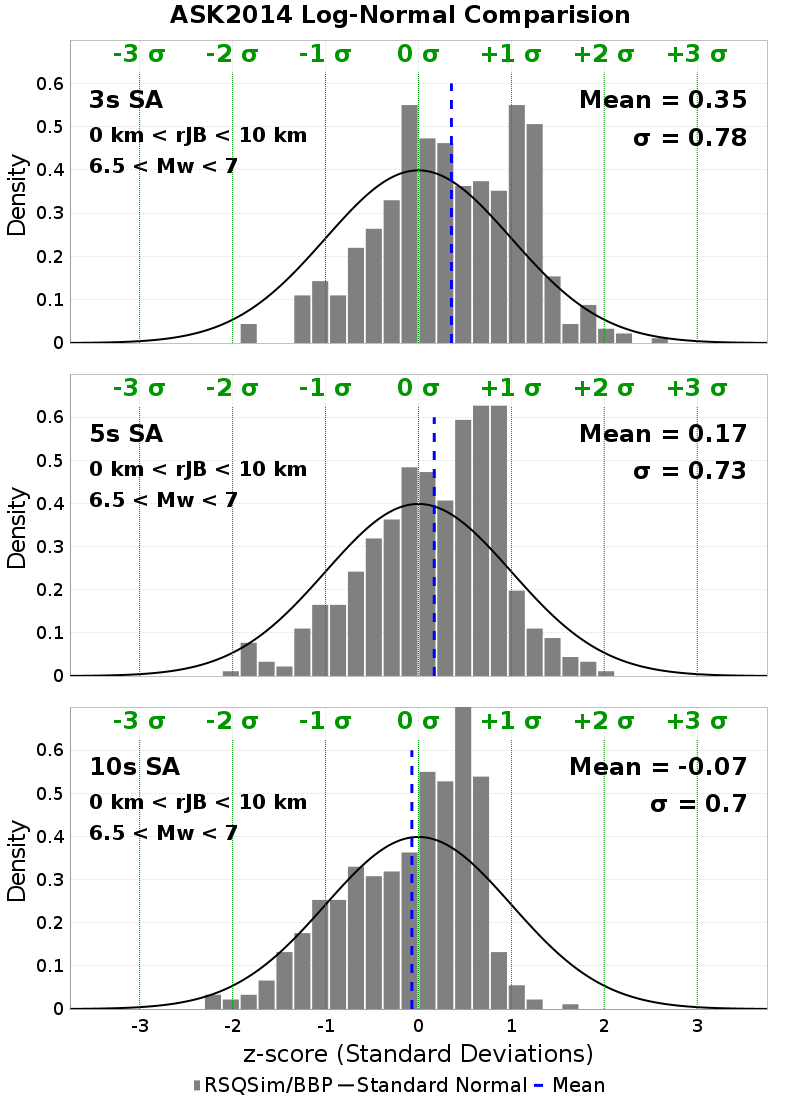 ASK2014 Log-Normal Comparision
-3 σ -2 σ -1 σ 0 σ +1 σ +2 σ +3 σ
0.6
3s SA Mean = 0.35
0.5
0 km < rJB < 10 km σ = 0.78
6.5 < Mw < 7
0.4
0.3
0.2
0.1
0
Density
-3 σ -2 σ -1 σ 0 σ +1 σ +2 σ +3 σ
0.6
5s SA Mean = 0.17
0.5
0 km < rJB < 10 km σ = 0.73
6.5 < Mw < 7
0.4
0.3
0.2
0.1
0
Density
-3 σ -2 σ -1 σ 0 σ +1 σ +2 σ +3 σ
0.6
10s SA Mean = -0.07
0.5
0 km < rJB < 10 km σ = 0.7
6.5 < Mw < 7
0.4
0.3
0.2
0.1
0
Density
-3 -2 -1 0 1 2 3
z-score (Standard Deviations)
RSQSim/BBP Standard Normal Mean